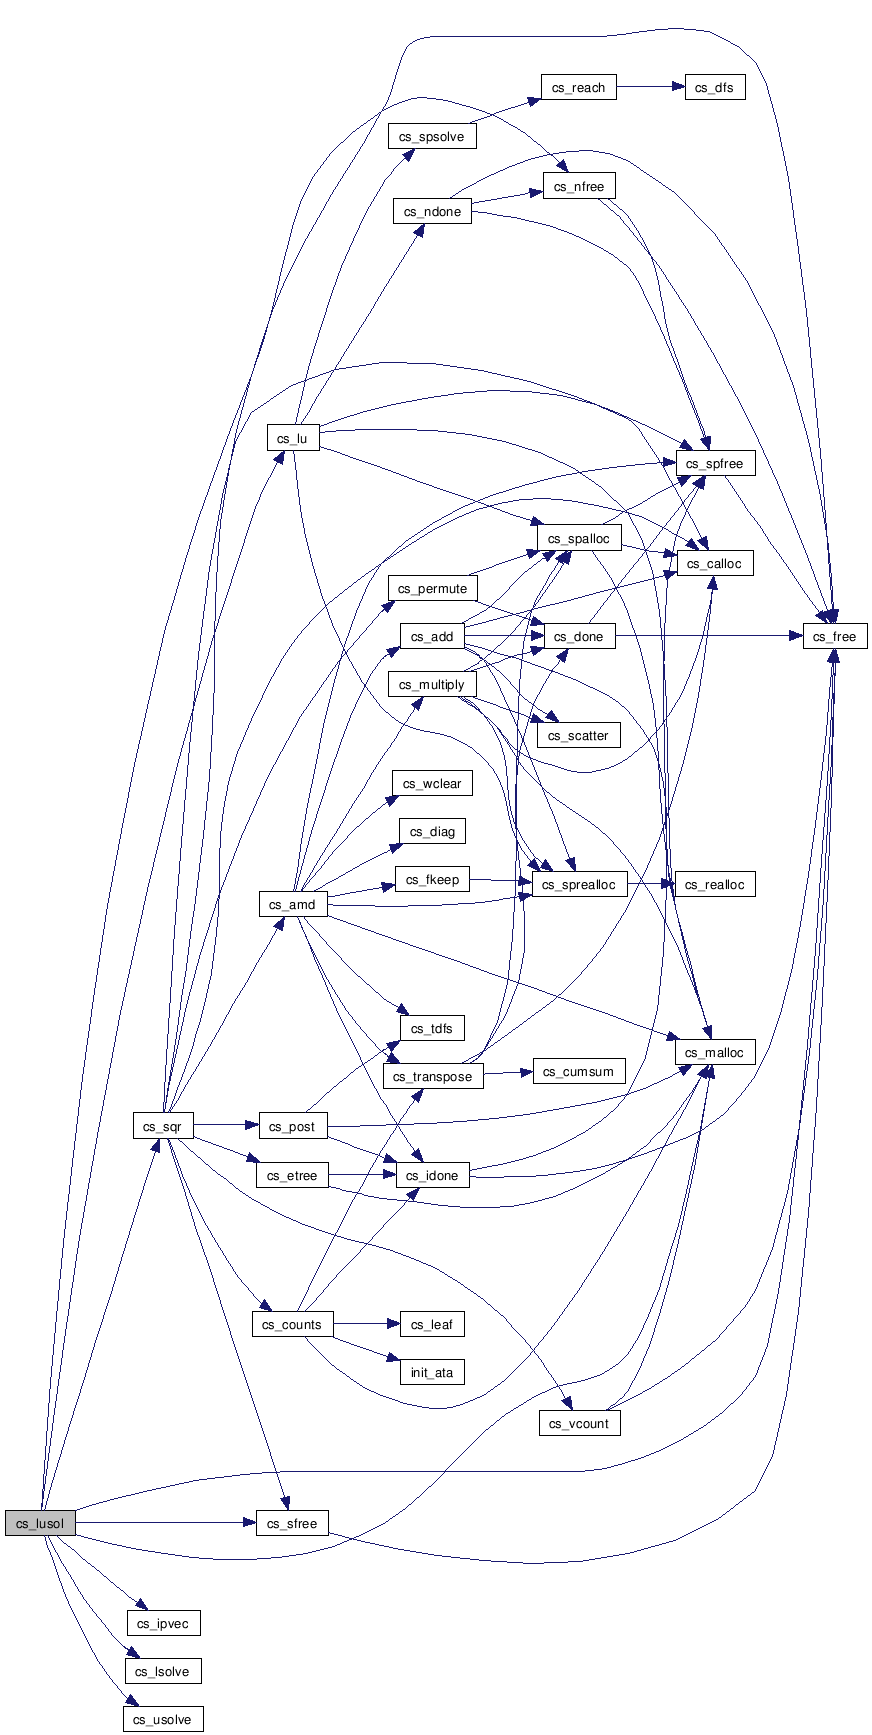 cs_reach
cs_dfs
cs_spsolve
cs_nfree
cs_ndone
cs_lu
cs_spfree
cs_spalloc
cs_calloc
cs_permute
cs_add
cs_done
cs_free
cs_multiply
cs_scatter
cs_wclear
cs_diag
cs_fkeep
cs_sprealloc
cs_realloc
cs_amd
cs_tdfs
cs_malloc
cs_transpose
cs_cumsum
cs_sqr
cs_post
cs_etree
cs_idone
cs_counts
cs_leaf
init_ata
cs_vcount
cs_lusol
cs_sfree
cs_ipvec
cs_lsolve
cs_usolve